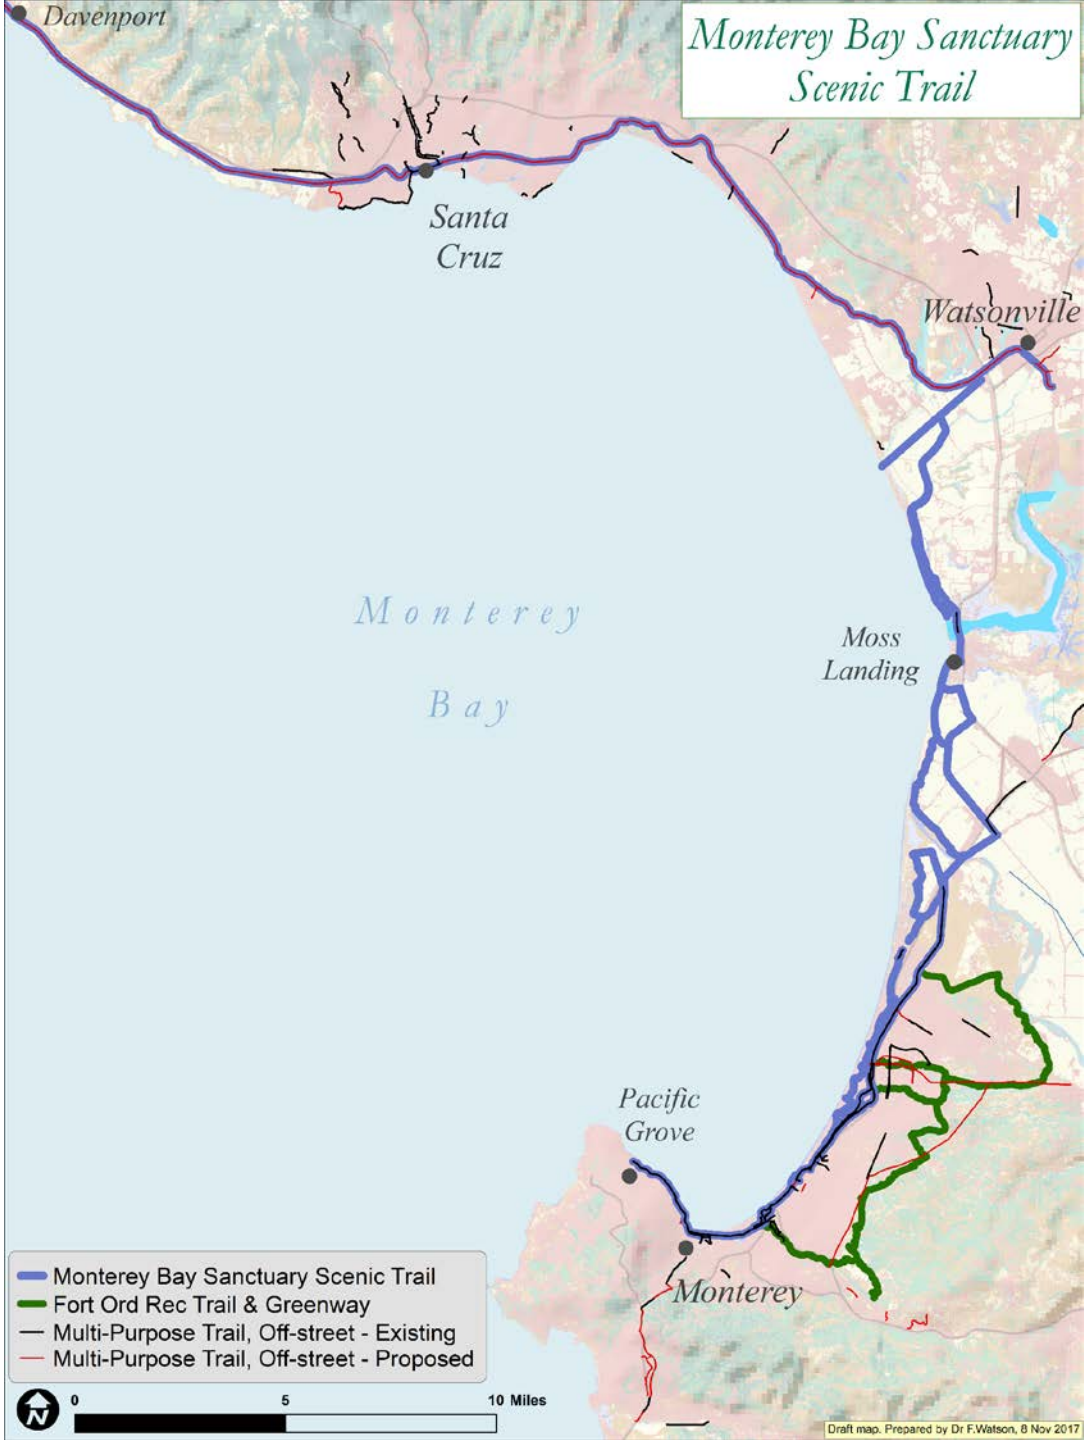 Davenport
Monterey Bay Sanctuary
Scenic Trail
Santa
Cruz
Watsonville
Monterey
Bay
Moss
Landing
Pacific
Grove
Monterey
Monterey Bay Sanctuary Scenic Trail
Fort Ord Rec Trail & Greenway
Multi-Purpose Trail, Off-street - Existing
Multi-Purpose Trail, Off-street - Proposed
N
0 5 10 Miles
Draft map. Prepared by Dr F.Watson, 8 Nov 2017